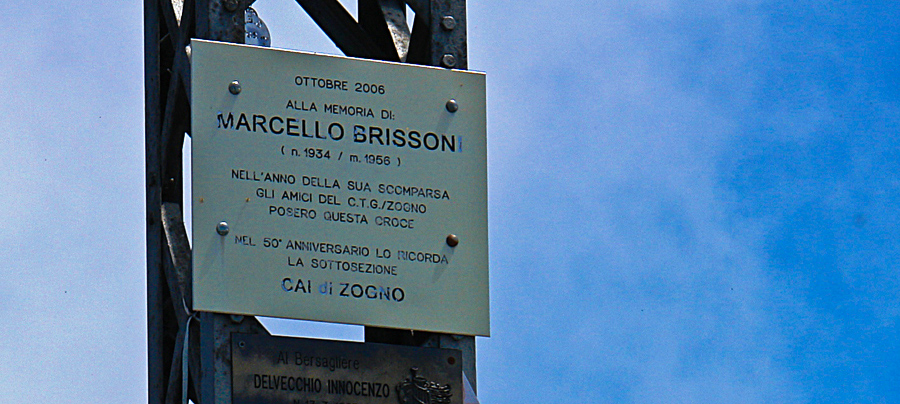 OTTOBRE 2006
ALLA MEMORIA DI:
MARCELLO BRISSONI
( n. 1934 / m. 1956 )
NELL'ANNO DELLA SUA SCOMPARSA
GLI AMICI DEL C.T.G./ZOGNO
POSERO QUESTA CROCE
NEL 50° ANNIVERSARIO LO RICORDA
LA SOTTOSEZIONE
CAI di ZOGNO
Al Bersagliere
DELVECCHIO INNOCENZO